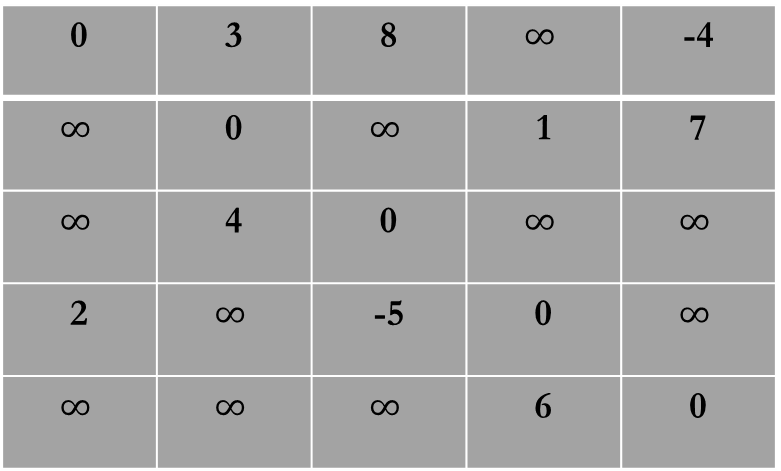 0 3 8 ∞ -4
∞ 0 ∞ 1 7
∞ 4 0 ∞ ∞
2 ∞ -5 0 ∞
∞ ∞ ∞ 6 0